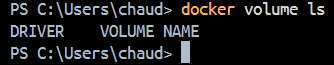 PS C:\Users\chaud> docker volume ls
DRIVER    VOLUME NAME
PS C:\Users\chaud>